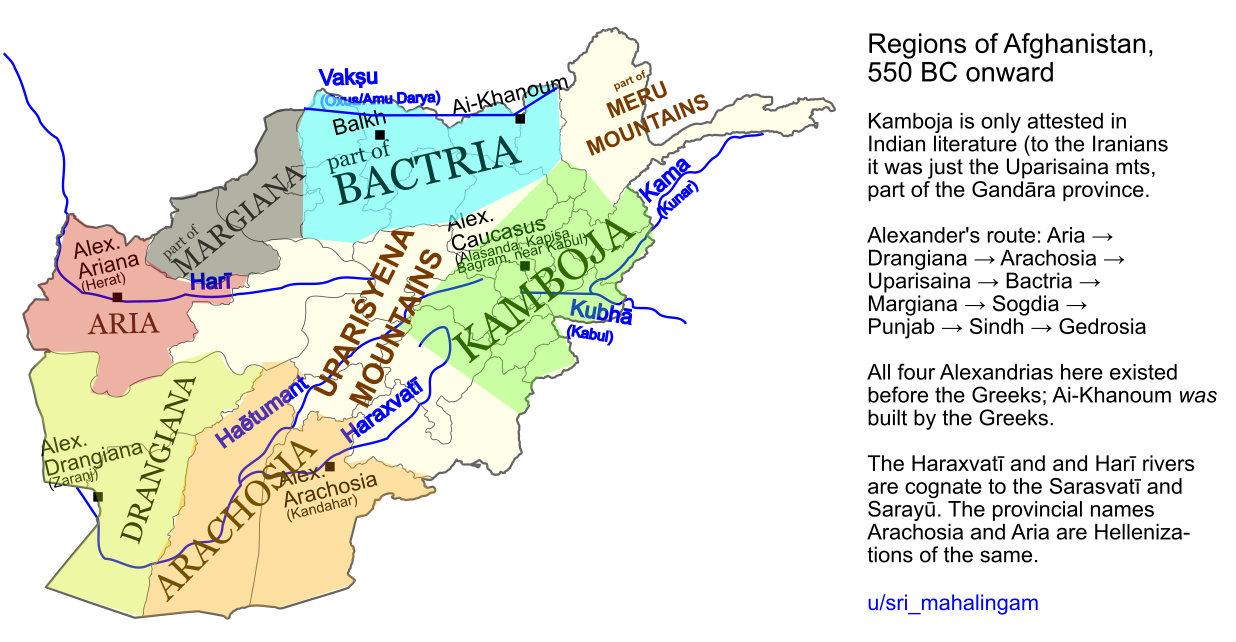 Vakṣu
(Oxus/Amu Darya)
Ai-Khanoum
Balkh
part of
BACTRIA
part of
MERU
MOUNTAINS
part of
MARGIANA
Kama
(Kunar)
Alex.
Caucasus
(Alasanda, Kapisa,
Bagram, near Kabul)
KAMBOJA
Kubhā
(Kabul)
Alex.
Ariana
(Herat)
Harī
ARIA
UPARIŚYENA
MOUNTAINS
Haētumant
Haraxvatī
Alex.
Drangiana
(Zaranj)
DRANGIANA
ARACHOSIA
Alex.
Arachosia
(Kandahar)
Regions of Afghanistan,
550 BC onward
Kamboja is only attested in
Indian literature (to the Iranians
it was just the Uparisaina mts,
part of the Gandāra province.
Alexander's route: Aria →
Drangiana → Arachosia →
Uparisaina → Bactria →
Margiana → Sogdia →
Punjab → Sindh → Gedrosia
All four Alexandrias here existed
before the Greeks; Ai-Khanoum was
built by the Greeks.
The Haraxvatī and and Harī rivers
are cognate to the Sarasvatī and
Sarayū. The provincial names
Arachosia and Aria are Helleniza-
tions of the same.
u/sri_mahalingam